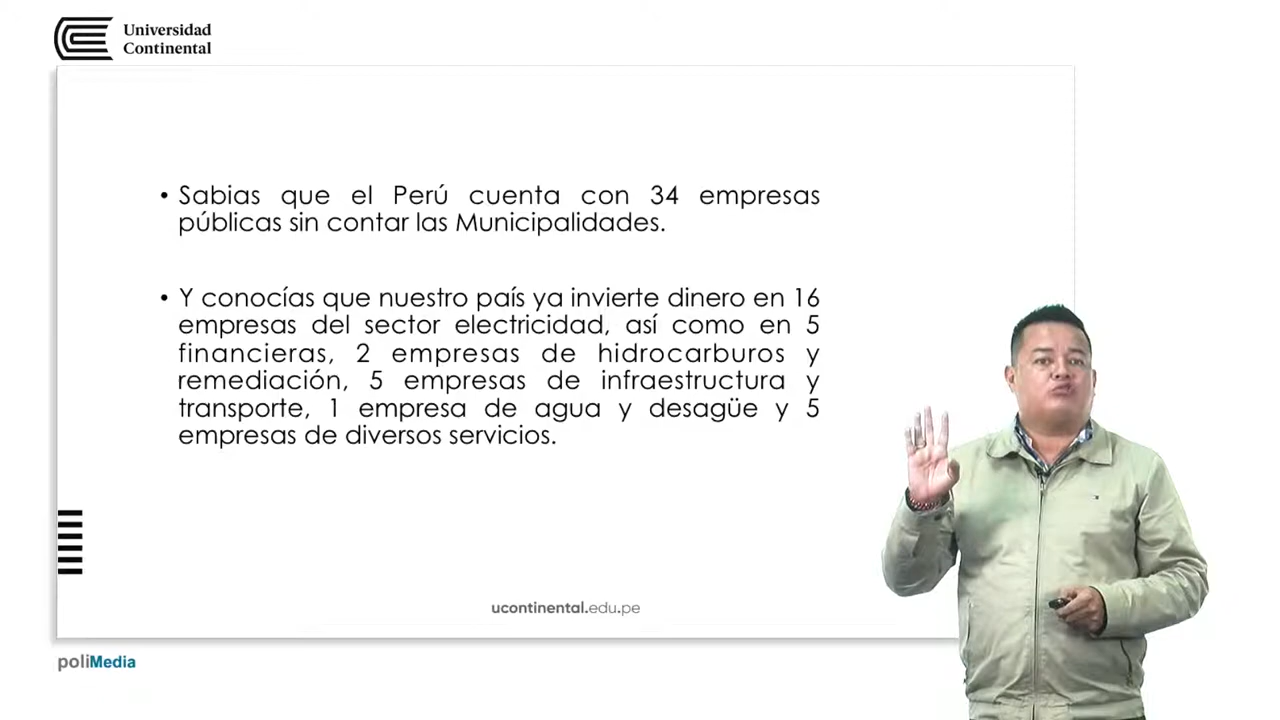 Universidad
Continental
• Sabias que el Perú cuenta con 34 empresas
públicas sin contar las Municipalidades.
• Y conocías que nuestro país ya invierte dinero en 16
empresas del sector electricidad, así como en 5
financieras, 2 empresas de hidrocarburos y
remediación, 5 empresas de infraestructura y
transporte, 1 empresa de agua y desagüe y 5
empresas de diversos servicios.
ucontinental.edu.pe
poliMedia